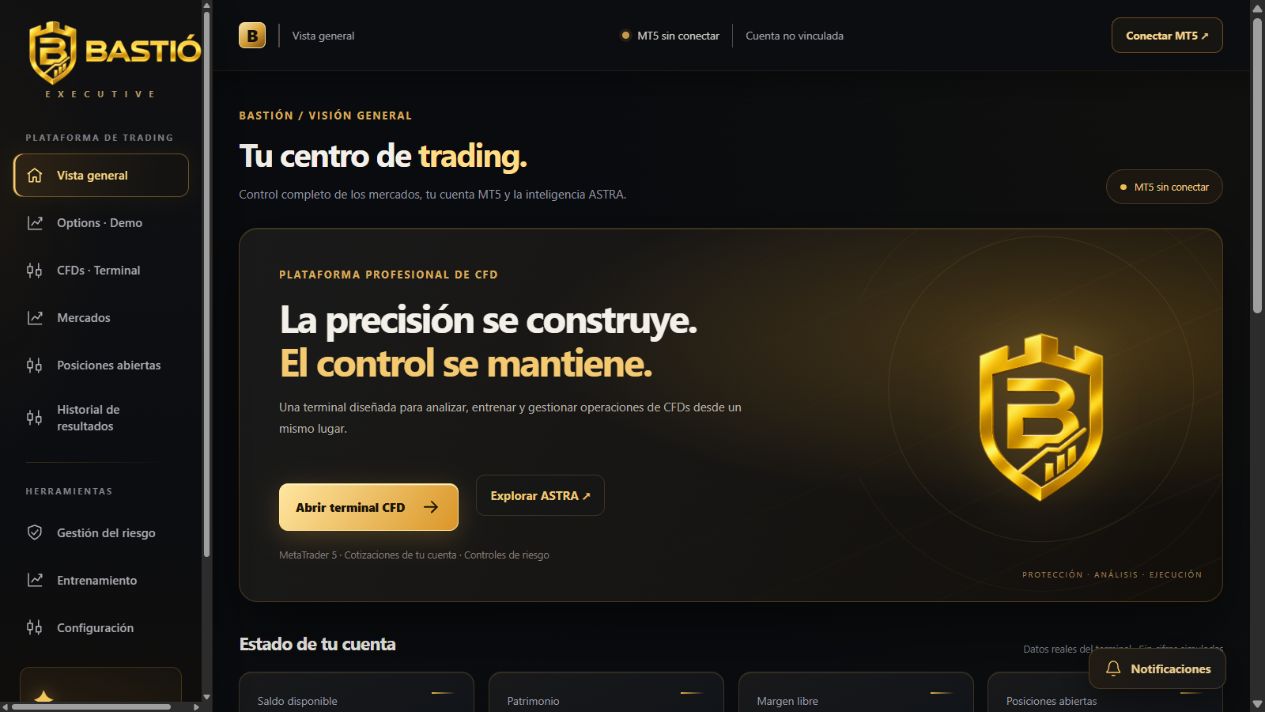 BASTIÓ
EXECUTIVE
PLATAFORMA DE TRADING
Vista general
Options · Demo
CFDs · Terminal
Mercados
Posiciones abiertas
Historial de
resultados
HERRAMIENTAS
Gestión del riesgo
Entrenamiento
Configuración
B
Vista general
MT5 sin conectar
Cuenta no vinculada
Conectar MT5 ↗
BASTIÓN / VISIÓN GENERAL
Tu centro de trading.
Control completo de los mercados, tu cuenta MT5 y la inteligencia ASTRA.
MT5 sin conectar
PLATAFORMA PROFESIONAL DE CFD
La precisión se construye.
El control se mantiene.
Una terminal diseñada para analizar, entrenar y gestionar operaciones de CFDs desde un
mismo lugar.
Abrir terminal CFD →
Explorar ASTRA ↗
MetaTrader 5 · Cotizaciones de tu cuenta · Controles de riesgo
B
PROTECCIÓN · ANÁLISIS · EJECUCIÓN
Estado de tu cuenta
Datos reales del terminal. Sin cifras simuladas
Notificaciones
Saldo disponible
Patrimonio
Margen libre
Posiciones abiertas